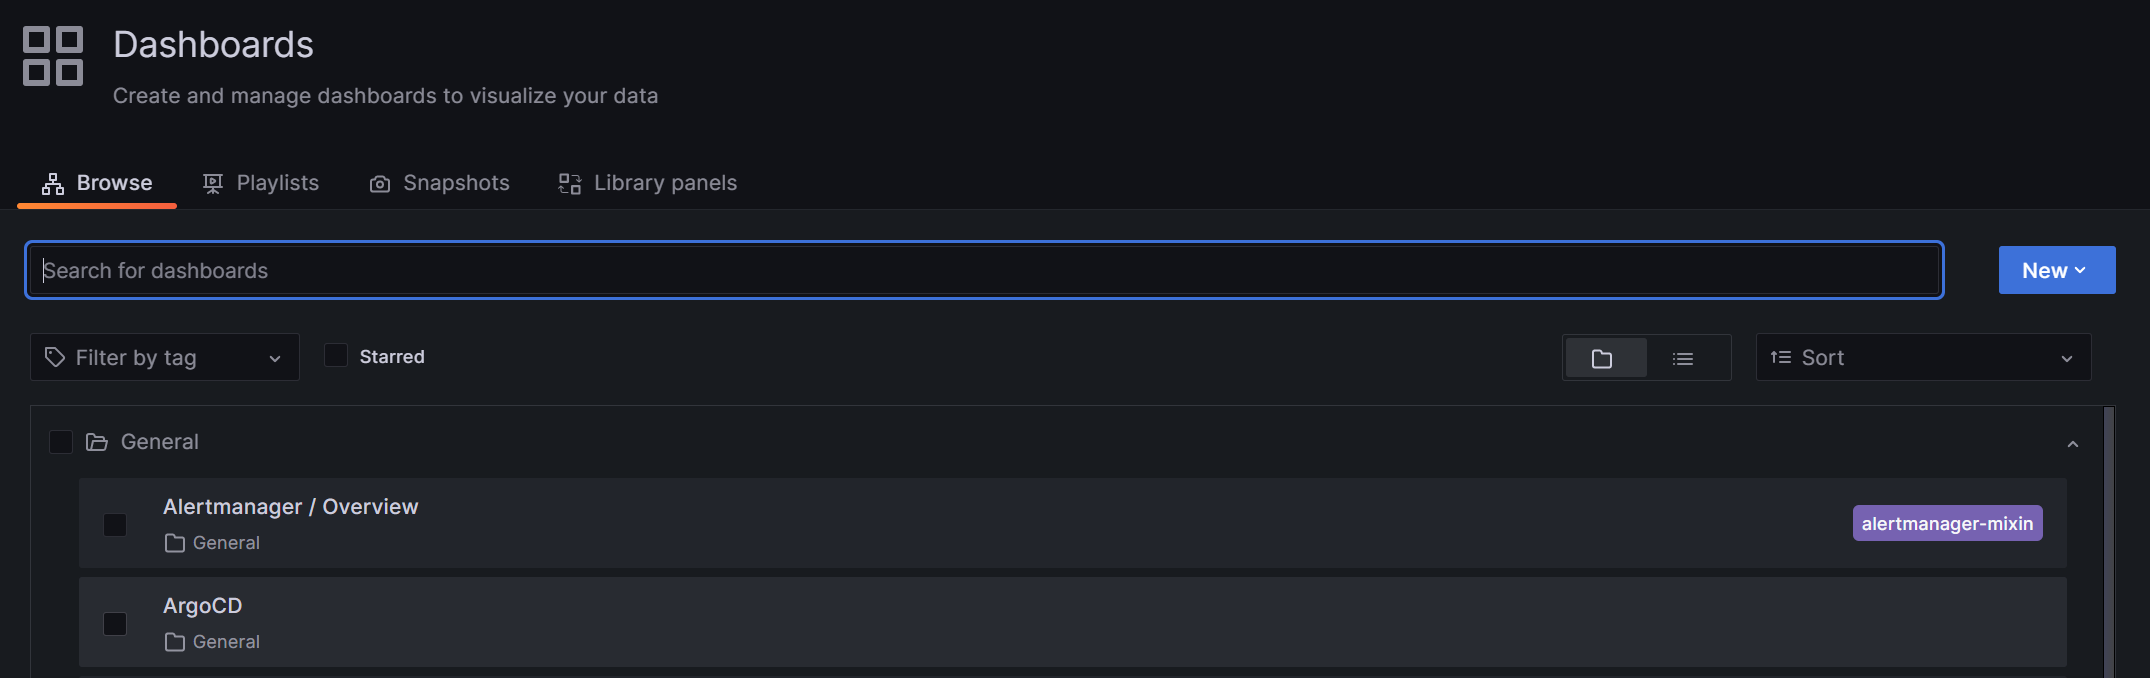 Dashboards
Create and manage dashboards to visualize your data
Browse
Playlists
Snapshots
Library panels
Search for dashboards
New
Filter by tag
Starred
Sort
General
Alertmanager / Overview
General
alertmanager-mixin
ArgoCD
General